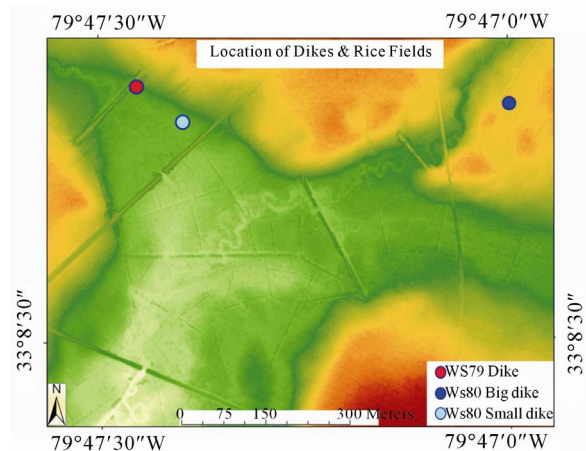 79°47'30"W
79°47'0"W
Location of Dikes & Rice Fields
33°8'30"
33°8'30"
WS79 Dike
Ws80 Big dike
Ws80 Small dike
N
0 75 150 300 Meters
79°47'30"W
79°47'0"W